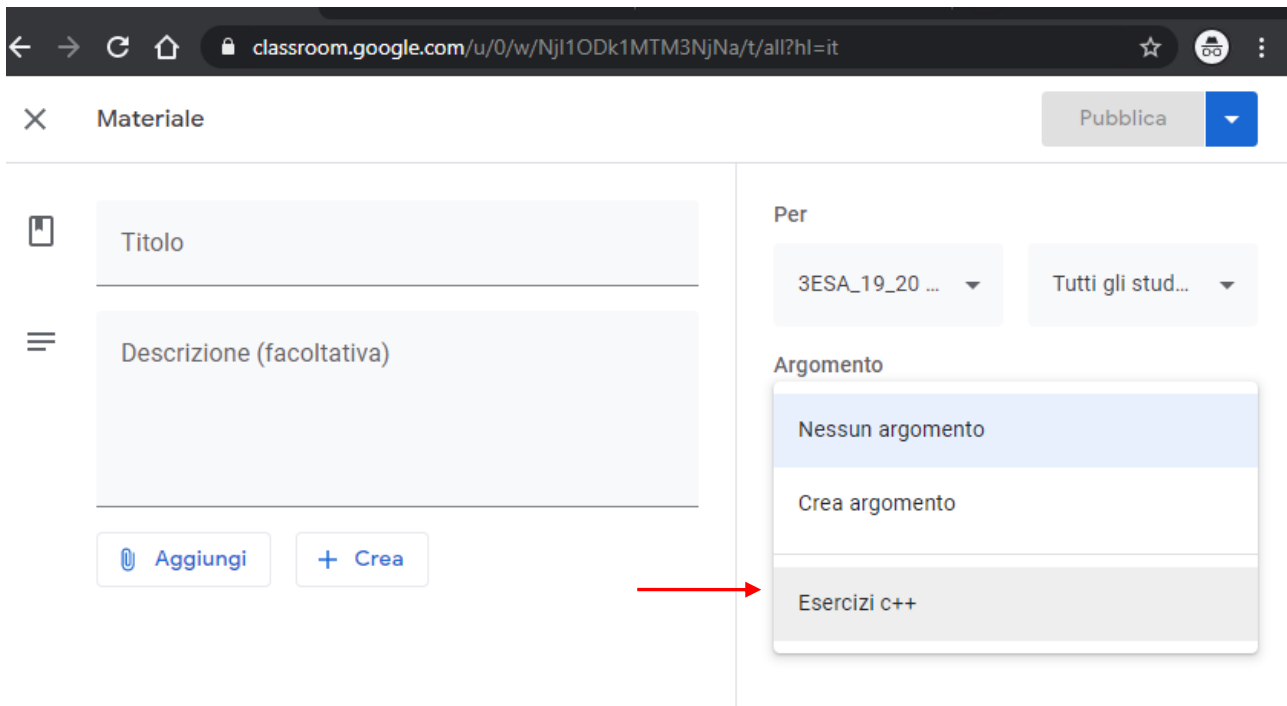 classroom.google.com/u/0/w/NjI1ODk1MTM3NjNa/t/all?hl=it
Materiale
Pubblica
Titolo
Descrizione (facoltativa)
Aggiungi
Crea
Per
3ESA_19_20 ...
Tutti gli stud...
Argomento
Nessun argomento
Crea argomento
Esercizi c++